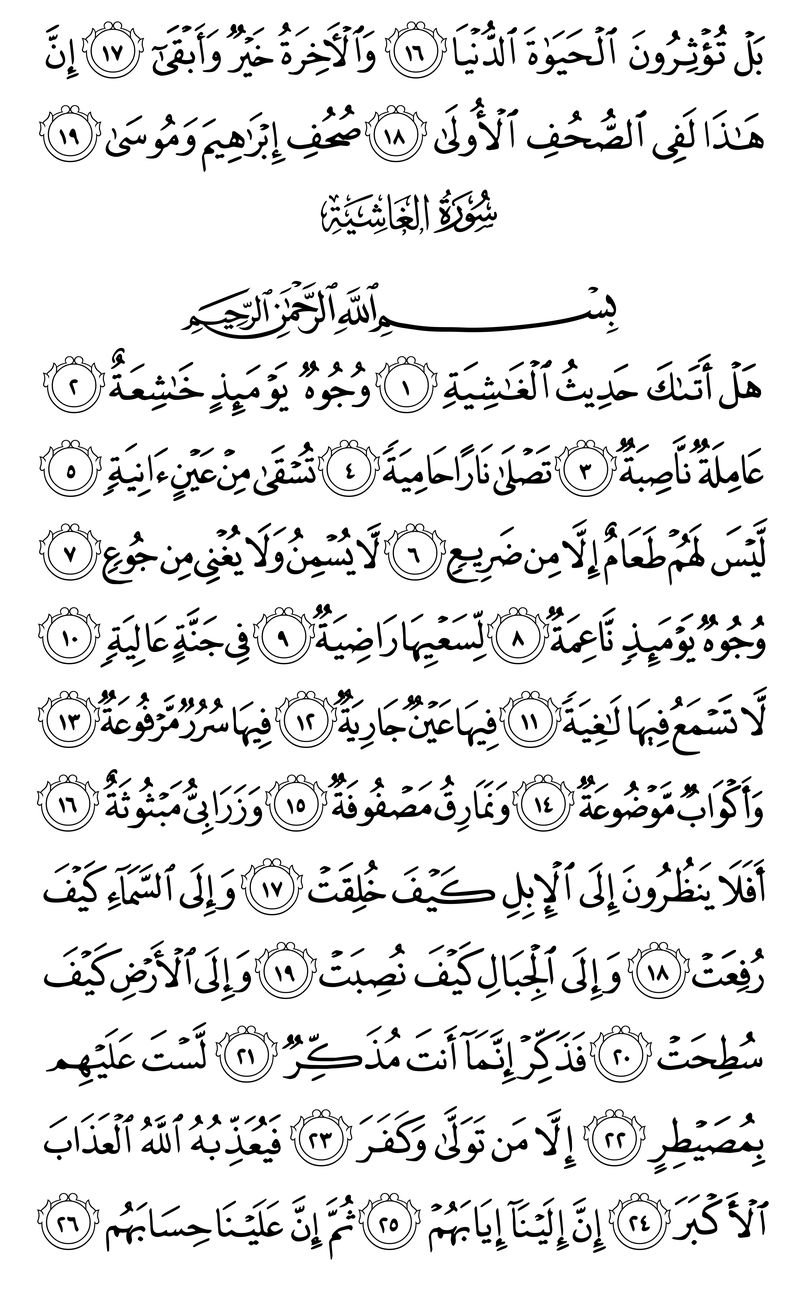 بَلْ تُؤْثِرُونَ ٱلْحَيَوٰةَ ٱلدُّنْيَا ١٦ وَٱلْأَخِرَةُ خَيْرٌ وَأَبْقَىٰٓ ١٧ إِنَّ
هَـٰذَا لَفِى ٱلصُّحُفِ ٱلْأُولَىٰ ١٨ صُحُفِ إِبْرَٰهِيمَ وَمُوسَىٰ ١٩
سُورَةُ الغَاشِيَةِ
بِسْمِ ٱللَّهِ ٱلرَّحْمَٰنِ ٱلرَّحِيمِ
هَلْ أَتَىٰكَ حَدِيثُ ٱلْغَـٰشِيَةِ ١ وُجُوهٌ يَوْمَئِذٍ خَـٰشِعَةٌ ٢
عَامِلَةٌ نَّاصِبَةٌ ٣ تَصْلَىٰ نَارًا حَامِيَةً ٤ تُسْقَىٰ مِنْ عَيْنٍ ءَانِيَةٍ ٥
لَّيْسَ لَهُمْ طَعَامٌ إِلَّا مِن ضَرِيعٍ ٦ لَّا يُسْمِنُ وَلَا يُغْنِى مِن جُوعٍ ٧
وُجُوهٌ يَوْمَئِذٍ نَّاعِمَةٌ ٨ لِّسَعْيِهَا رَاضِيَةٌ ٩ فِى جَنَّةٍ عَالِيَةٍ ١٠
لَّا تَسْمَعُ فِيهَا لَـٰغِيَةً ١١ فِيهَا عَيْنٌ جَارِيَةٌ ١٢ فِيهَا سُرُرٌ مَّرْفُوعَةٌ ١٣
وَأَكْوَابٌ مَّوْضُوعَةٌ ١٤ وَنَمَارِقُ مَصْفُوفَةٌ ١٥ وَزَرَابِىُّ مَبْثُوثَةٌ ١٦
أَفَلَا يَنظُرُونَ إِلَى ٱلْإِبِلِ كَيْفَ خُلِقَتْ ١٧ وَإِلَى ٱلسَّمَآءِ كَيْفَ
رُفِعَتْ ١٨ وَإِلَى ٱلْجِبَالِ كَيْفَ نُصِبَتْ ١٩ وَإِلَى ٱلْأَرْضِ كَيْفَ
سُطِحَتْ ٢٠ فَذَكِّرْ إِنَّمَآ أَنتَ مُذَكِّرٌ ٢١ لَّسْتَ عَلَيْهِم
بِمُصَيْطِرٍ ٢٢ إِلَّا مَن تَوَلَّىٰ وَكَفَرَ ٢٣ فَيُعَذِّبُهُ ٱللَّهُ ٱلْعَذَابَ
ٱلْأَكْبَرَ ٢٤ إِنَّ إِلَيْنَآ إِيَابَهُمْ ٢٥ ثُمَّ إِنَّ عَلَيْنَا حِسَابَهُم ٢٦